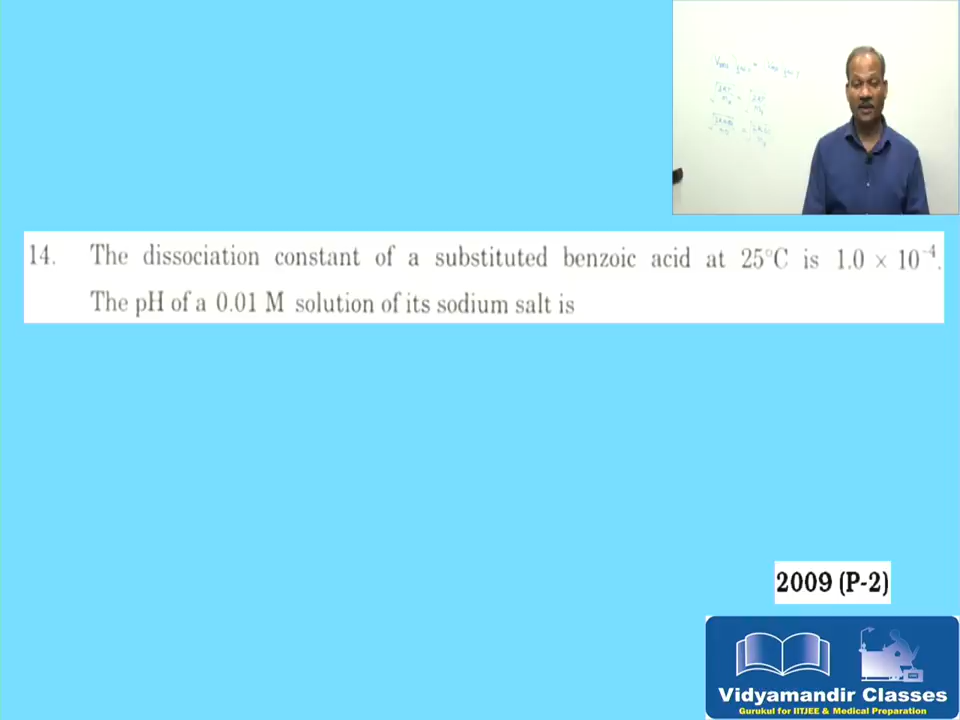 14. The dissociation constant of a substituted benzoic acid at 25°C is 1.0 × 10⁻⁴.
The pH of a 0.01 M solution of its sodium salt is
2009 (P-2)
Vidyamandir Classes
Gurukul for IITJEE & Medical Preparation